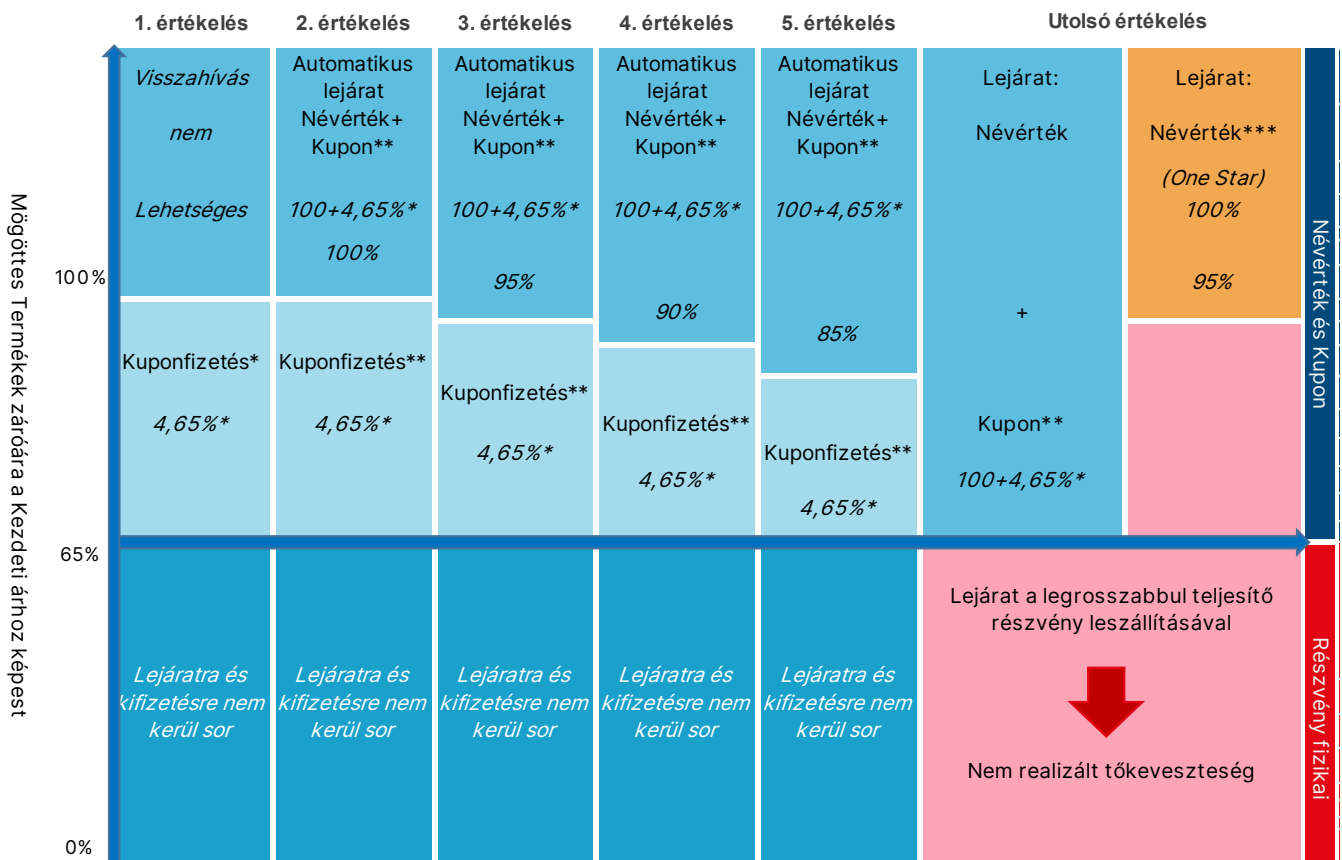 1. értékelés
2. értékelés
3. értékelés
4. értékelés
5. értékelés
Utolsó értékelés
Mögöttes Termékek záróára a Kezdeti árhoz képest
100%
65%
0%
Visszahívás
nem
Lehetséges
Kuponfizetés*
4,65%*
Lejáratra és
kifizetésre nem
kerül sor
Automatikus
lejárat
Névérték+
Kupon**
100+4,65%*
100%
Kuponfizetés**
4,65%*
Lejáratra és
kifizetésre nem
kerül sor
Automatikus
lejárat
Névérték+
Kupon**
100+4,65%*
95%
Kuponfizetés**
4,65%*
Lejáratra és
kifizetésre nem
kerül sor
Automatikus
lejárat
Névérték+
Kupon**
100+4,65%*
90%
Kuponfizetés**
4,65%*
Lejáratra és
kifizetésre nem
kerül sor
Automatikus
lejárat
Névérték+
Kupon**
100+4,65%*
85%
Kuponfizetés**
4,65%*
Lejáratra és
kifizetésre nem
kerül sor
Lejárat:
Névérték
+
Kupon**
100+4,65%*
Lejárat:
Névérték***
(One Star)
100%
95%
Lejárat a legrosszabbul teljesítő
részvény leszállításával
Nem realizált tőkeveszteség
Névérték és Kupon
Részvény fizikai